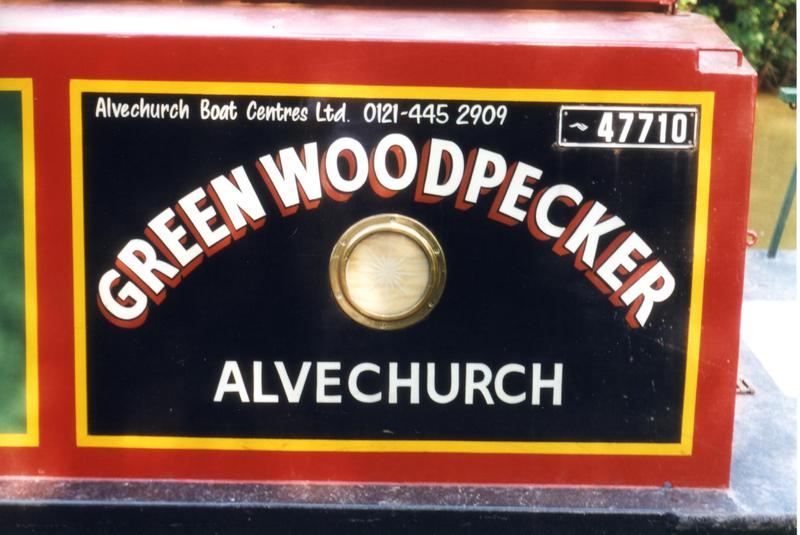 Alvechurch Boat Centres Ltd. 0121-445 2909
47710
GREEN WOODPECKER
ALVECHURCH